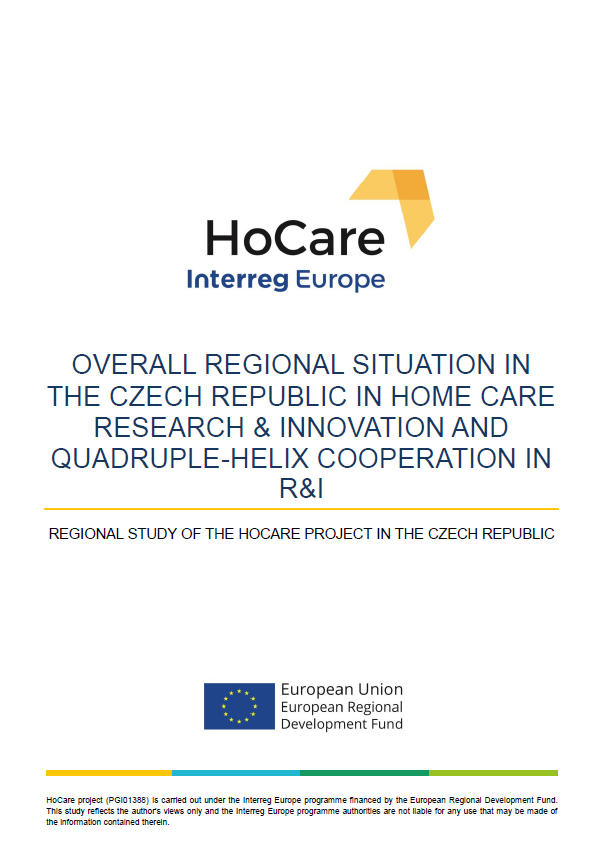 HoCare
Interreg Europe
OVERALL REGIONAL SITUATION IN
THE CZECH REPUBLIC IN HOME CARE
RESEARCH & INNOVATION AND
QUADRUPLE-HELIX COOPERATION IN
R&I
REGIONAL STUDY OF THE HOCARE PROJECT IN THE CZECH REPUBLIC
European Union
European Regional
Development Fund
HoCare project (PGI01388) is carried out under the Interreg Europe programme financed by the European Regional Development Fund.
This study reflects the author's views only and the Interreg Europe programme authorities are not liable for any use that may be made of
the information contained therein.